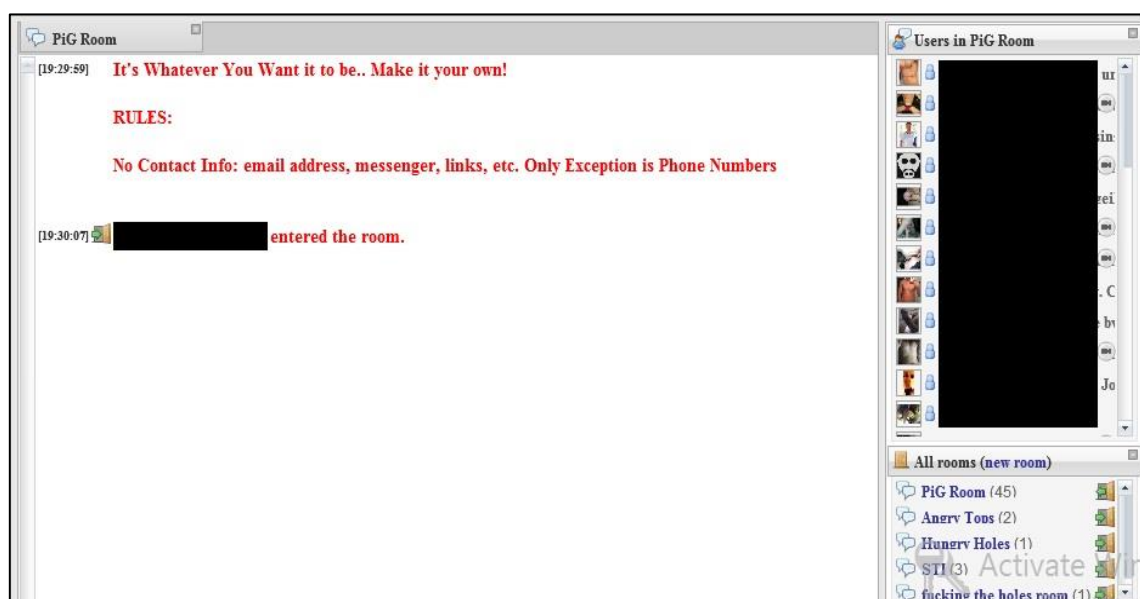 PiG Room
[19:29:59] It's Whatever You Want it to be.. Make it your own!
RULES:
No Contact Info: email address, messenger, links, etc. Only Exception is Phone Numbers
[19:30:07] entered the room.
Users in PiG Room
All rooms (new room)
PiG Room (45)
Angry Tops (2)
Hungry Holes (1)
STI (3)
Activate
fucking the holes room (1)